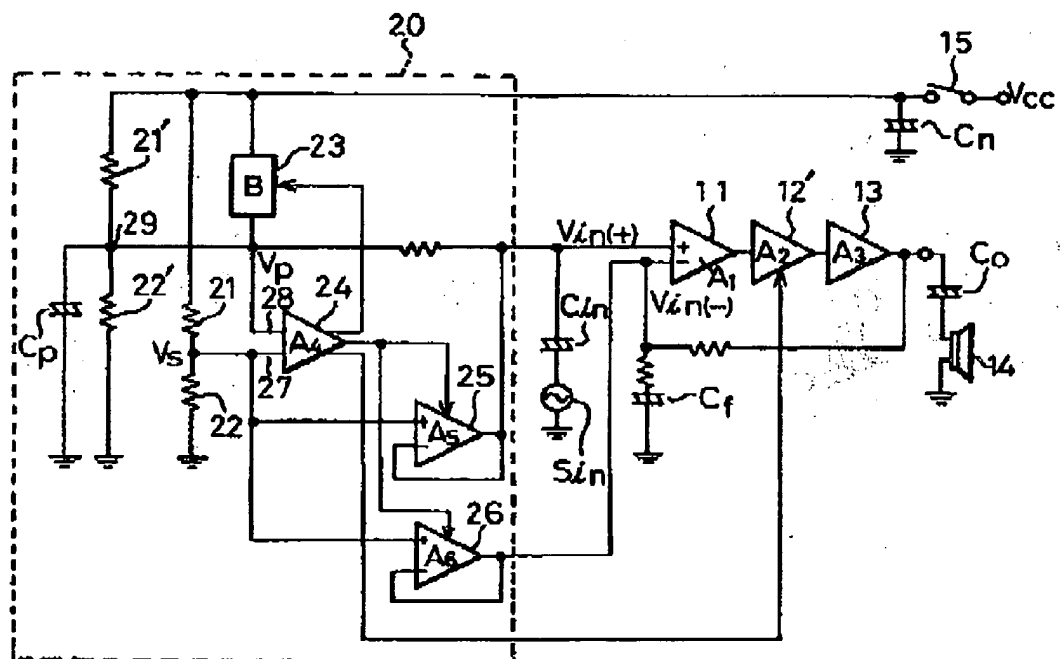 20
15
Vcc
Cn
21'
23
B
29
11
12'
13
Vin(+)
+
−
A1
A2
A3
Vp
Vin(−)
Co
28
24
22'
21
Cp
A4
Cin
Vs
27
14
25
22
Cf
+
A5
−
Sin
26
+
A6
−